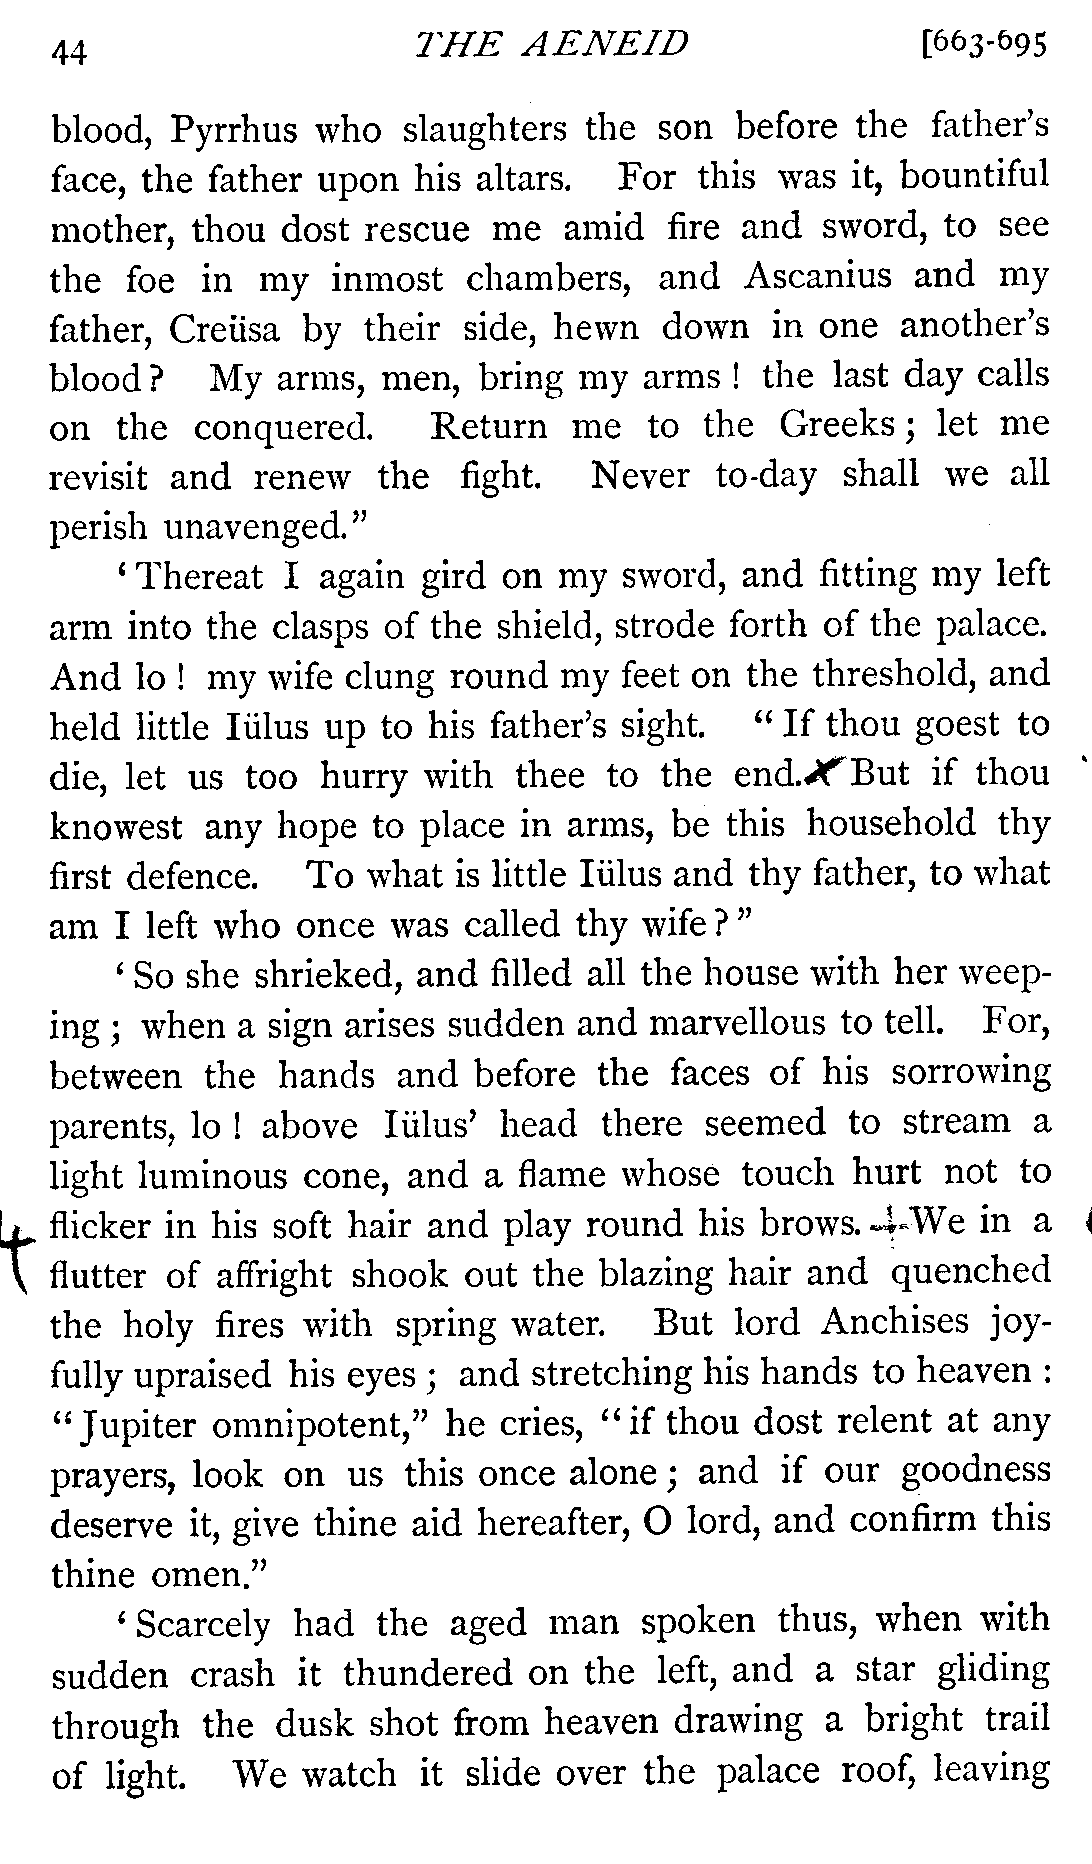 44 THE AENEID [663-695
blood, Pyrrhus who slaughters the son before the father's
face, the father upon his altars. For this was it, bountiful
mother, thou dost rescue me amid fire and sword, to see
the foe in my inmost chambers, and Ascanius and my
father, Creüsa by their side, hewn down in one another's
blood? My arms, men, bring my arms! the last day calls
on the conquered. Return me to the Greeks; let me
revisit and renew the fight. Never to-day shall we all
perish unavenged."
'Thereat I again gird on my sword, and fitting my left
arm into the clasps of the shield, strode forth of the palace.
And lo! my wife clung round my feet on the threshold, and
held little Iülus up to his father's sight. "If thou goest to
die, let us too hurry with thee to the end. But if thou
knowest any hope to place in arms, be this household thy
first defence. To what is little Iülus and thy father, to what
am I left who once was called thy wife?"
'So she shrieked, and filled all the house with her weep-
ing; when a sign arises sudden and marvellous to tell. For,
between the hands and before the faces of his sorrowing
parents, lo! above Iülus' head there seemed to stream a
light luminous cone, and a flame whose touch hurt not to
flicker in his soft hair and play round his brows. We in a
flutter of affright shook out the blazing hair and quenched
the holy fires with spring water. But lord Anchises joy-
fully upraised his eyes; and stretching his hands to heaven:
"Jupiter omnipotent," he cries, "if thou dost relent at any
prayers, look on us this once alone; and if our goodness
deserve it, give thine aid hereafter, O lord, and confirm this
thine omen."
'Scarcely had the aged man spoken thus, when with
sudden crash it thundered on the left, and a star gliding
through the dusk shot from heaven drawing a bright trail
of light. We watch it slide over the palace roof, leaving